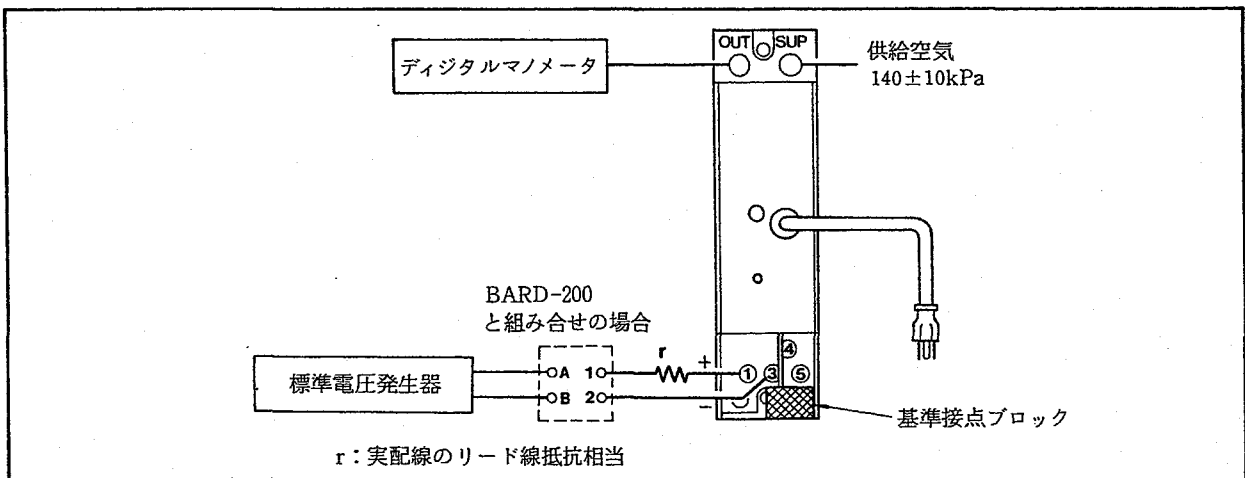 OUT SUP
ディジタルマノメータ
供給空気
140±10kPa
BARD-200
と組み合せの場合
r
+
④
標準電圧発生器
A 1
① ③ ⑤
B 2
−
基準接点ブロック
r：実配線のリード線抵抗相当